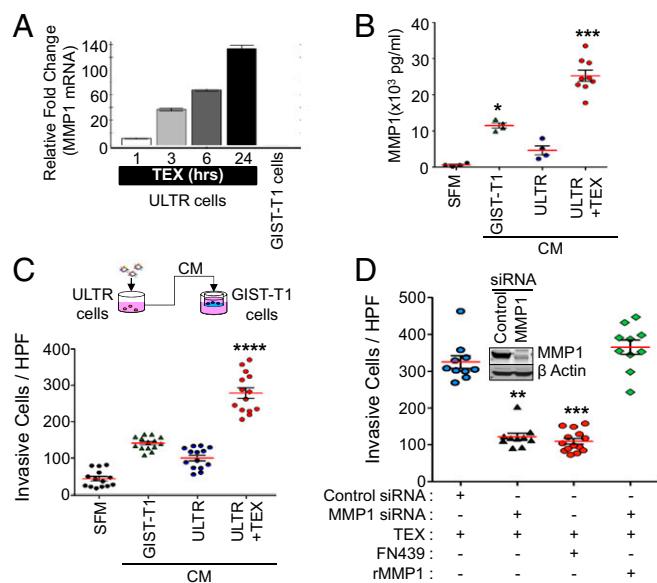 A
Relative Fold Change
(MMP1 mRNA)
140
100
60
20
0
1 3 6 24
TEX (hrs)
ULTR cells
GIST-T1 cells
B
MMP1(x10³ pg/ml)
40
30
20
10
0
*
***
SFM
GIST-T1
ULTR
ULTR
+TEX
CM
C
CM
ULTR
cells
GIST-T1
cells
Invasive Cells / HPF
400
300
200
100
0
****
SFM
GIST-T1
ULTR
ULTR
+TEX
CM
D
siRNA
Control
MMP1
MMP1
β Actin
Invasive Cells / HPF
500
400
300
200
100
0
**
***
Control siRNA : + - - -
MMP1 siRNA : - + - +
TEX : + + + +
FN439 : - - + -
rMMP1 : - - - +